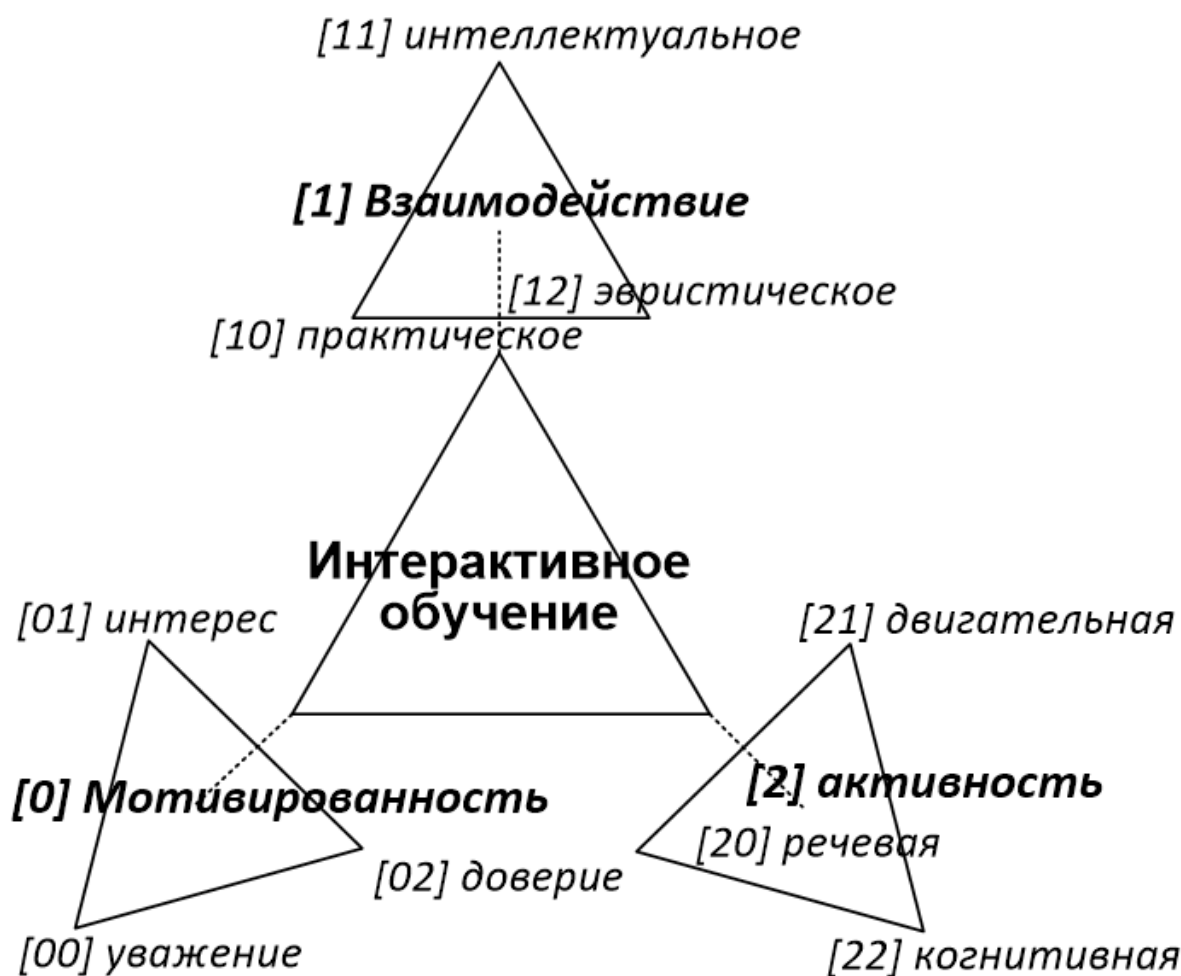 [11] интеллектуальное
[1] Взаимодействие
[12] эвристическое
[10] практическое
Интерактивное
обучение
[01] интерес
[21] двигательная
[0] Мотивированность
[2] активность
[20] речевая
[02] доверие
[00] уважение
[22] когнитивная